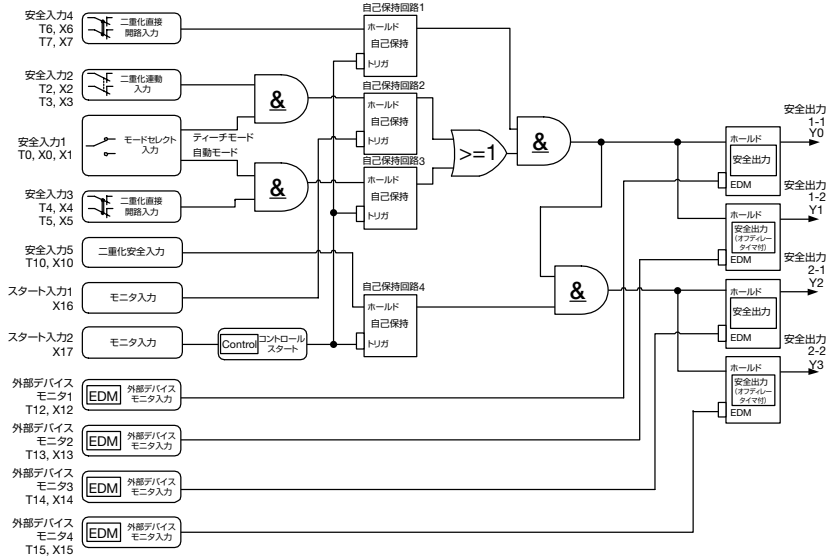 安全入力4
T6, X6
T7, X7
二重化直接
開路入力
安全入力2
T2, X2
T3, X3
二重化連動
入力
安全入力1
T0, X0, X1
モードセレクト
入力
ティーチモード
自動モード
安全入力3
T4, X4
T5, X5
二重化直接
開路入力
安全入力5
T10, X10
二重化安全入力
スタート入力1
X16
モニタ入力
スタート入力2
X17
モニタ入力
Control
コントロール
スタート
外部デバイス
モニタ1
T12, X12
EDM
外部デバイス
モニタ入力
外部デバイス
モニタ2
T13, X13
EDM
外部デバイス
モニタ入力
外部デバイス
モニタ3
T14, X14
EDM
外部デバイス
モニタ入力
外部デバイス
モニタ4
T15, X15
EDM
外部デバイス
モニタ入力
&
&
自己保持回路1
ホールド
自己保持
トリガ
自己保持回路2
ホールド
自己保持
トリガ
自己保持回路3
ホールド
自己保持
トリガ
自己保持回路4
ホールド
自己保持
トリガ
>=1
&
&
安全出力
1-1
Y0
ホールド
安全出力
EDM
安全出力
1-2
Y1
ホールド
安全出力
(オフディレー
タイマ付)
EDM
安全出力
2-1
Y2
ホールド
安全出力
EDM
安全出力
2-2
Y3
ホールド
安全出力
(オフディレー
タイマ付)
EDM